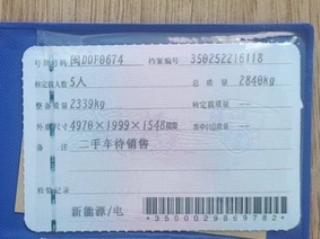 号牌号码 闽DDF0674 档案编号 350252216118
核定载人数 5人 总质量 2840kg
整备质量 2339kg 核定载质量 --
外廓尺寸 4970×1999×1548mm 准牵引总质量 --
备注 二手车待销售
检验记录
新能源/电
*3500029869782*